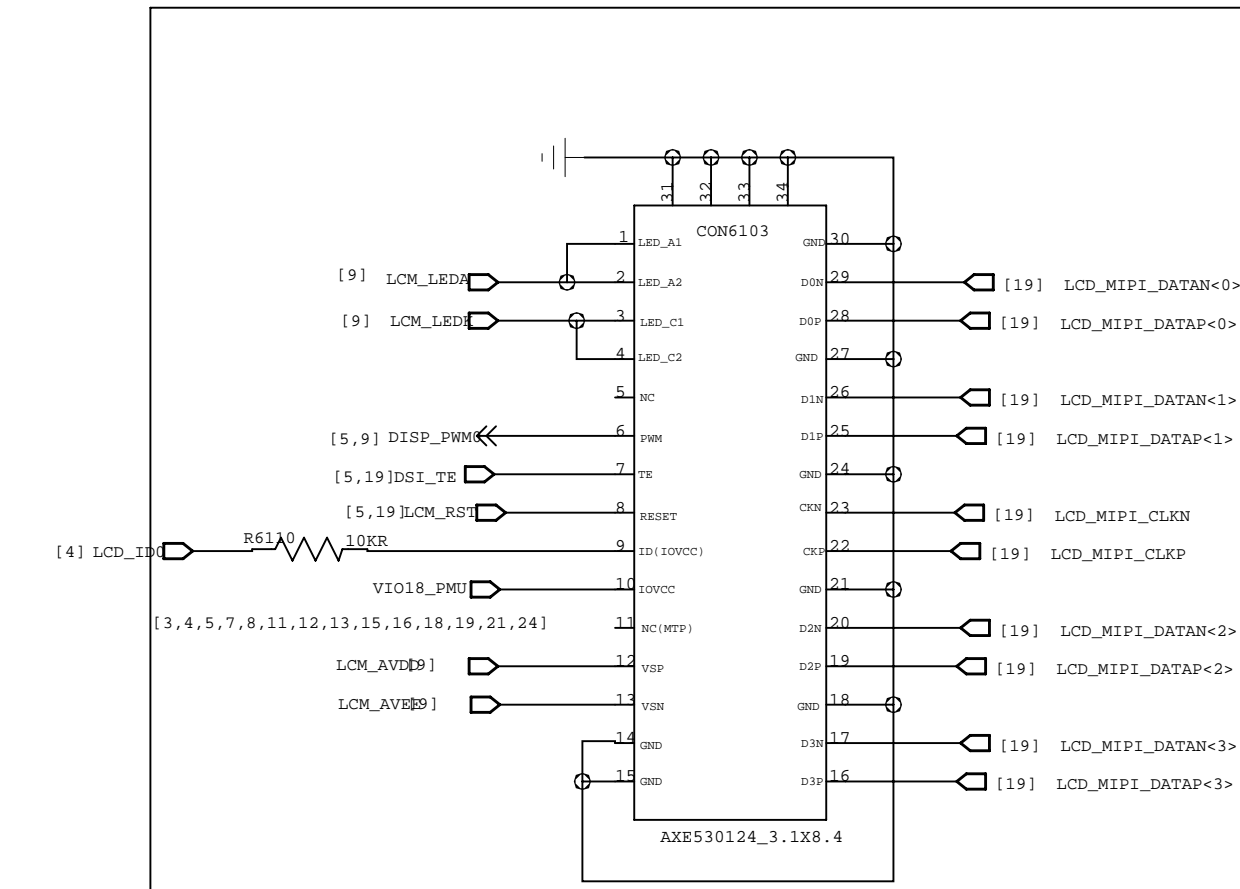 31 32 33 34
CON6103
1 LED_A1 GND 30
[9] LCM_LEDA 2 LED_A2 D0N 29 [19] LCD_MIPI_DATAN<0>
[9] LCM_LEDK 3 LED_C1 D0P 28 [19] LCD_MIPI_DATAP<0>
4 LED_C2 GND 27
5 NC D1N 26 [19] LCD_MIPI_DATAN<1>
[5,9] DISP_PWM0 6 PWM D1P 25 [19] LCD_MIPI_DATAP<1>
[5,19]DSI_TE 7 TE GND 24
[5,19]LCM_RST 8 RESET CKN 23 [19] LCD_MIPI_CLKN
[4] LCD_ID0 R6110 10KR 9 ID(IOVCC) CKP 22 [19] LCD_MIPI_CLKP
VIO18_PMU 10 IOVCC GND 21
[3,4,5,7,8,11,12,13,15,16,18,19,21,24] 11 NC(MTP) D2N 20 [19] LCD_MIPI_DATAN<2>
LCM_AVDD[9] 12 VSP D2P 19 [19] LCD_MIPI_DATAP<2>
LCM_AVEE[9] 13 VSN GND 18
14 GND D3N 17 [19] LCD_MIPI_DATAN<3>
15 GND D3P 16 [19] LCD_MIPI_DATAP<3>
AXE530124_3.1X8.4